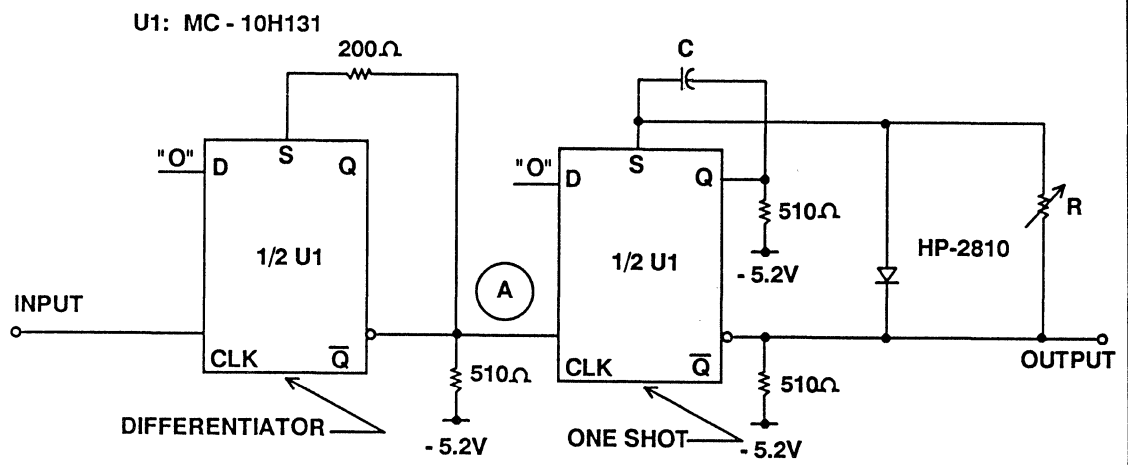 U1: MC - 10H131
200Ω
C
"O"
D
S
Q
"O"
D
S
Q
510Ω
- 5.2V
R
HP-2810
1/2 U1
1/2 U1
A
INPUT
CLK
Q̅
510Ω
- 5.2V
CLK
Q̅
510Ω
- 5.2V
OUTPUT
DIFFERENTIATOR
ONE SHOT